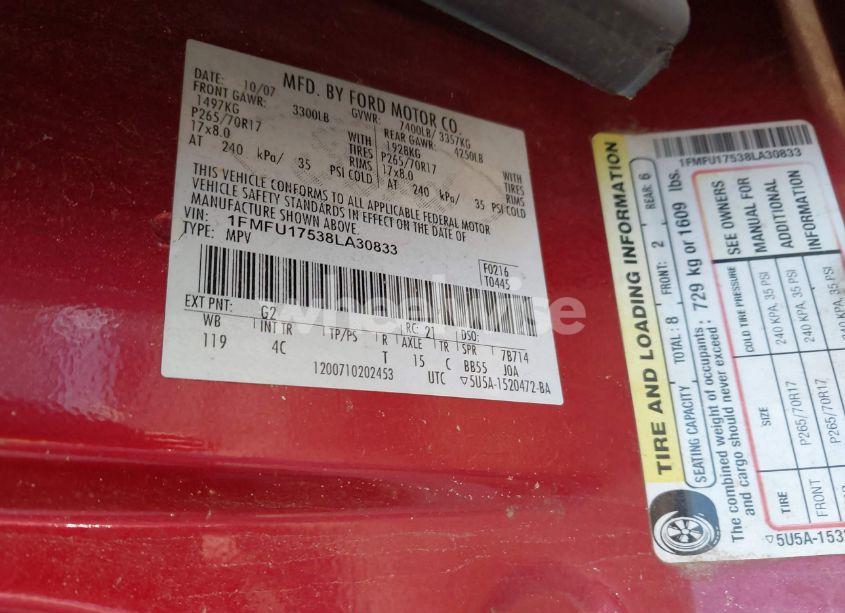 MFD. BY FORD MOTOR CO.
DATE: 10/07 GVWR: 7400LB/ 3357KG
FRONT GAWR: 3300LB REAR GAWR: 4250LB
1497KG WITH 1928KG WITH
P265/70R17 TIRES P265/70R17 TIRES
17x8.0 RIMS 17x8.0 RIMS
AT 240 kPa/ 35 PSI COLD AT 240 kPa/ 35 PSI COLD
THIS VEHICLE CONFORMS TO ALL APPLICABLE FEDERAL MOTOR
VEHICLE SAFETY STANDARDS IN EFFECT ON THE DATE OF
MANUFACTURE SHOWN ABOVE.
VIN: 1FMFU17538LA30833
TYPE: MPV
F0216
T0445
EXT PNT: G2 RC: 21 DSO:
WB INT TR TP/PS R AXLE TR SPR 7B714
119 4C T 15 C BB55 JOA
1200710202453 UTC ▽5U5A-1520472-BA
1FMFU17538LA30833
TIRE AND LOADING INFORMATION
SEATING CAPACITY TOTAL: 8 FRONT: 2 REAR: 6
The combined weight of occupants and cargo should never exceed: 729 kg or 1609 lbs.
TIRE SIZE COLD TIRE PRESSURE
FRONT P265/70R17 240 KPA, 35 PSI
P265/70R17 240 KPA, 35 PSI
SEE OWNERS
MANUAL FOR
ADDITIONAL
INFORMATION
▽5U5A-153